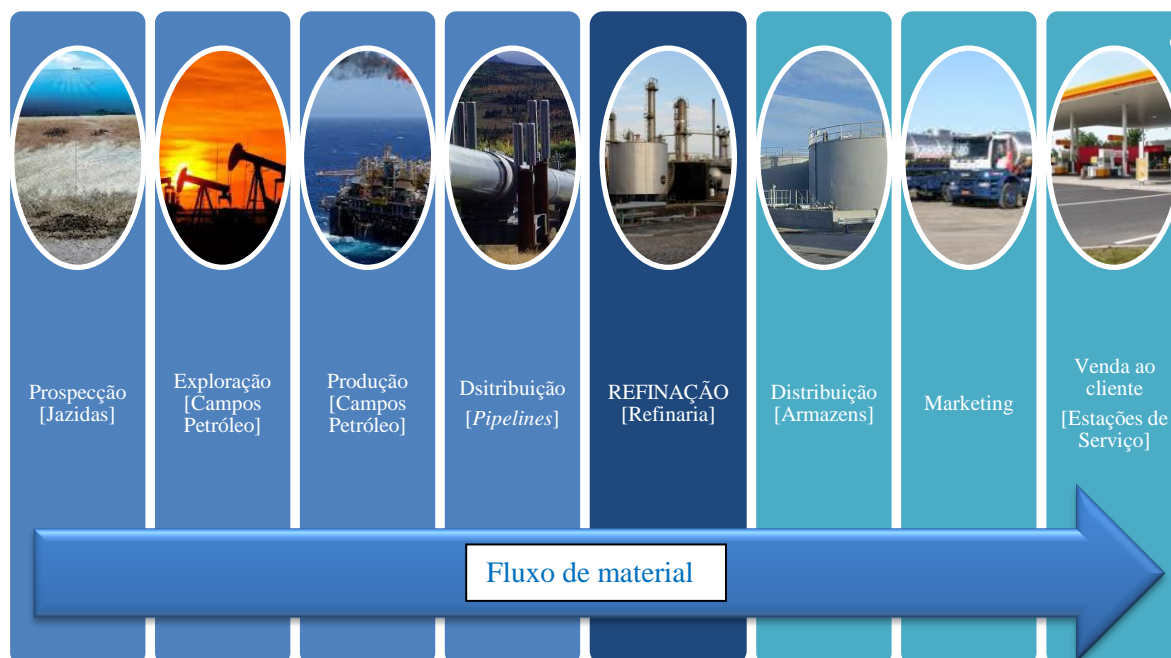 Prospecção
[Jazidas]
Exploração
[Campos
Petróleo]
Produção
[Campos
Petróleo]
Dsitribuição
[Pipelines]
REFINAÇÃO
[Refinaria]
Distribuição
[Armazens]
Marketing
Venda ao
cliente
[Estações de
Serviço]
Fluxo de material